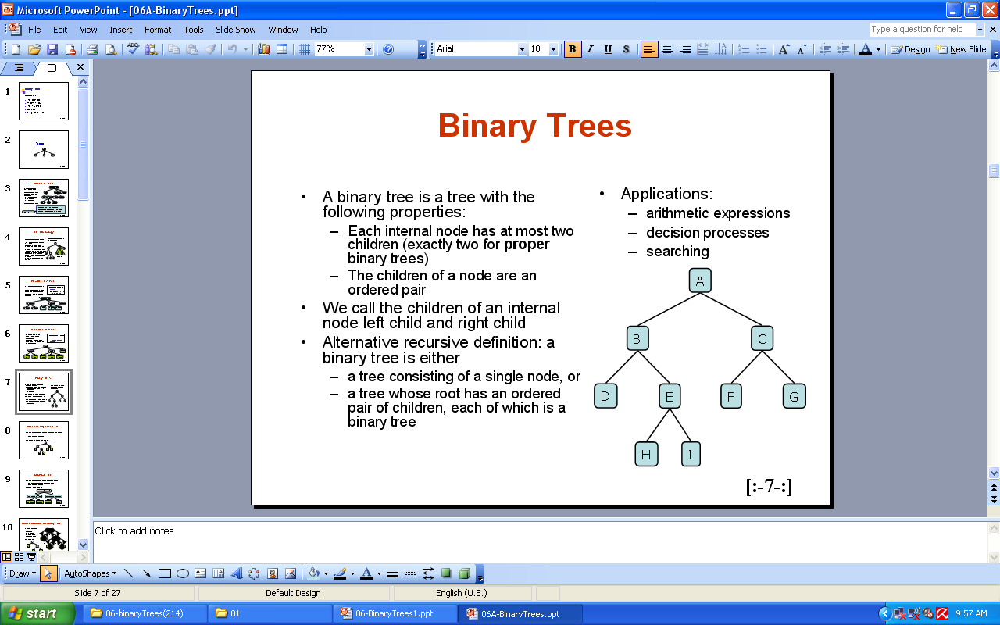 Microsoft PowerPoint - [06A-BinaryTrees.ppt]
File Edit View Insert Format Tools Slide Show Window Help
Type a question for help
77%
Arial
18
B I U S
A A A
Design
New Slide
1
2
3
4
5
6
7
8
9
10
Binary Trees
• A binary tree is a tree with the
following properties:
– Each internal node has at most two
children (exactly two for proper
binary trees)
– The children of a node are an
ordered pair
• We call the children of an internal
node left child and right child
• Alternative recursive definition: a
binary tree is either
– a tree consisting of a single node, or
– a tree whose root has an ordered
pair of children, each of which is a
binary tree
• Applications:
– arithmetic expressions
– decision processes
– searching
A
B
C
D
E
F
G
H
I
[:-7-:]
Click to add notes
Draw
AutoShapes
Slide 7 of 27
Default Design
English (U.S.)
start
06-binaryTrees(214)
01
06-BinaryTrees1.ppt
06A-BinaryTrees.ppt
9:57 AM